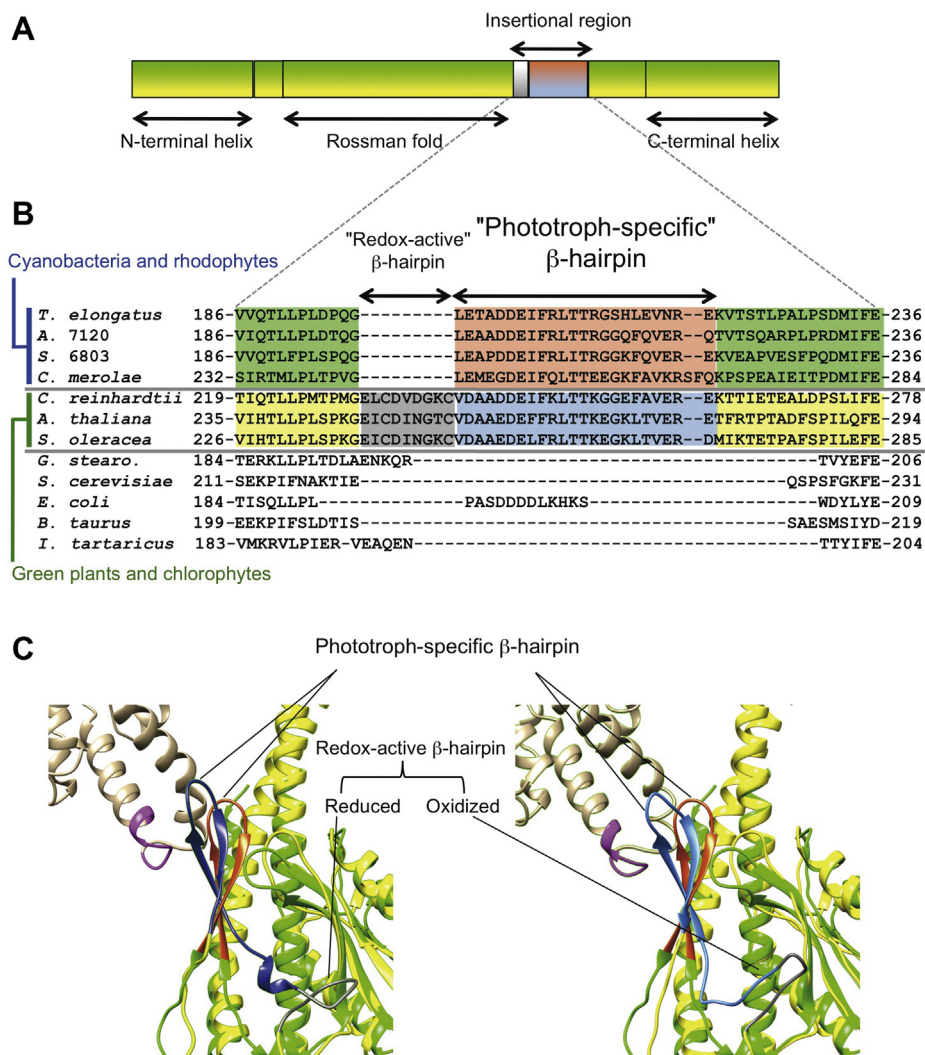 A
Insertional region
N-terminal helix
Rossman fold
C-terminal helix
B
"Redox-active"
β-hairpin
"Phototroph-specific"
β-hairpin
Cyanobacteria and rhodophytes
T. elongatus 186-VVQTLLPLDPQG---------LETADDEIFRLTTRGSHLEVNR--EKVTSTLPALPSDMIFE-236
A. 7120 186-VIQTLLPLDPQG---------LEAADDEIFRLTTRGGQFQVER--QTVTSQARPLPRDMIFE-236
S. 6803 186-VVQTLFPLSPQG---------LEAPDDEIFRLTTRGGKFQVER--EKVEAPVESFPQDMIFE-236
C. merolae 232-SIRTMLPLTPVG---------LEMEGDEIFQLTTEGGKFAVKRSFQKPSPEAIEITPDMIFE-284
C. reinhardtii 219-TIQTLLPMTPMGELCDVDGKCVDAADDEIFRLTTKGGEFAVER--EKTTIETEALDPSLIFE-278
A. thaliana 235-VIHTLLPLSPKGEICDINGTCVDAAEDEFFRLTTKEGKLTVER--ETFRTPTADFSPILQFE-294
S. oleracea 226-VIHTLLPLSPKGEICDINGKCVDAAEDELFRLTTKEGKLTVER--DMIKTETPAFSPILEFE-285
G. stearo. 184-TERKLLPLTDLAENKQR---------------------------------------TVYEFE-206
S. cerevisiae 211-SEKPIFNAKTIE-----------------------------------------QSPSFGKFE-231
E. coli 184-TISQLLPL--------------PASDDDDLKHKS----------------------WDYLYE-209
B. taurus 199-EEKPIFSLDTIS-----------------------------------------SAESMSIYD-219
I. tartaricus 183-VMKRVLPIER-VEAQEN---------------------------------------TTYIFE-204
Green plants and chlorophytes
C
Phototroph-specific β-hairpin
Redox-active β-hairpin
Reduced
Oxidized